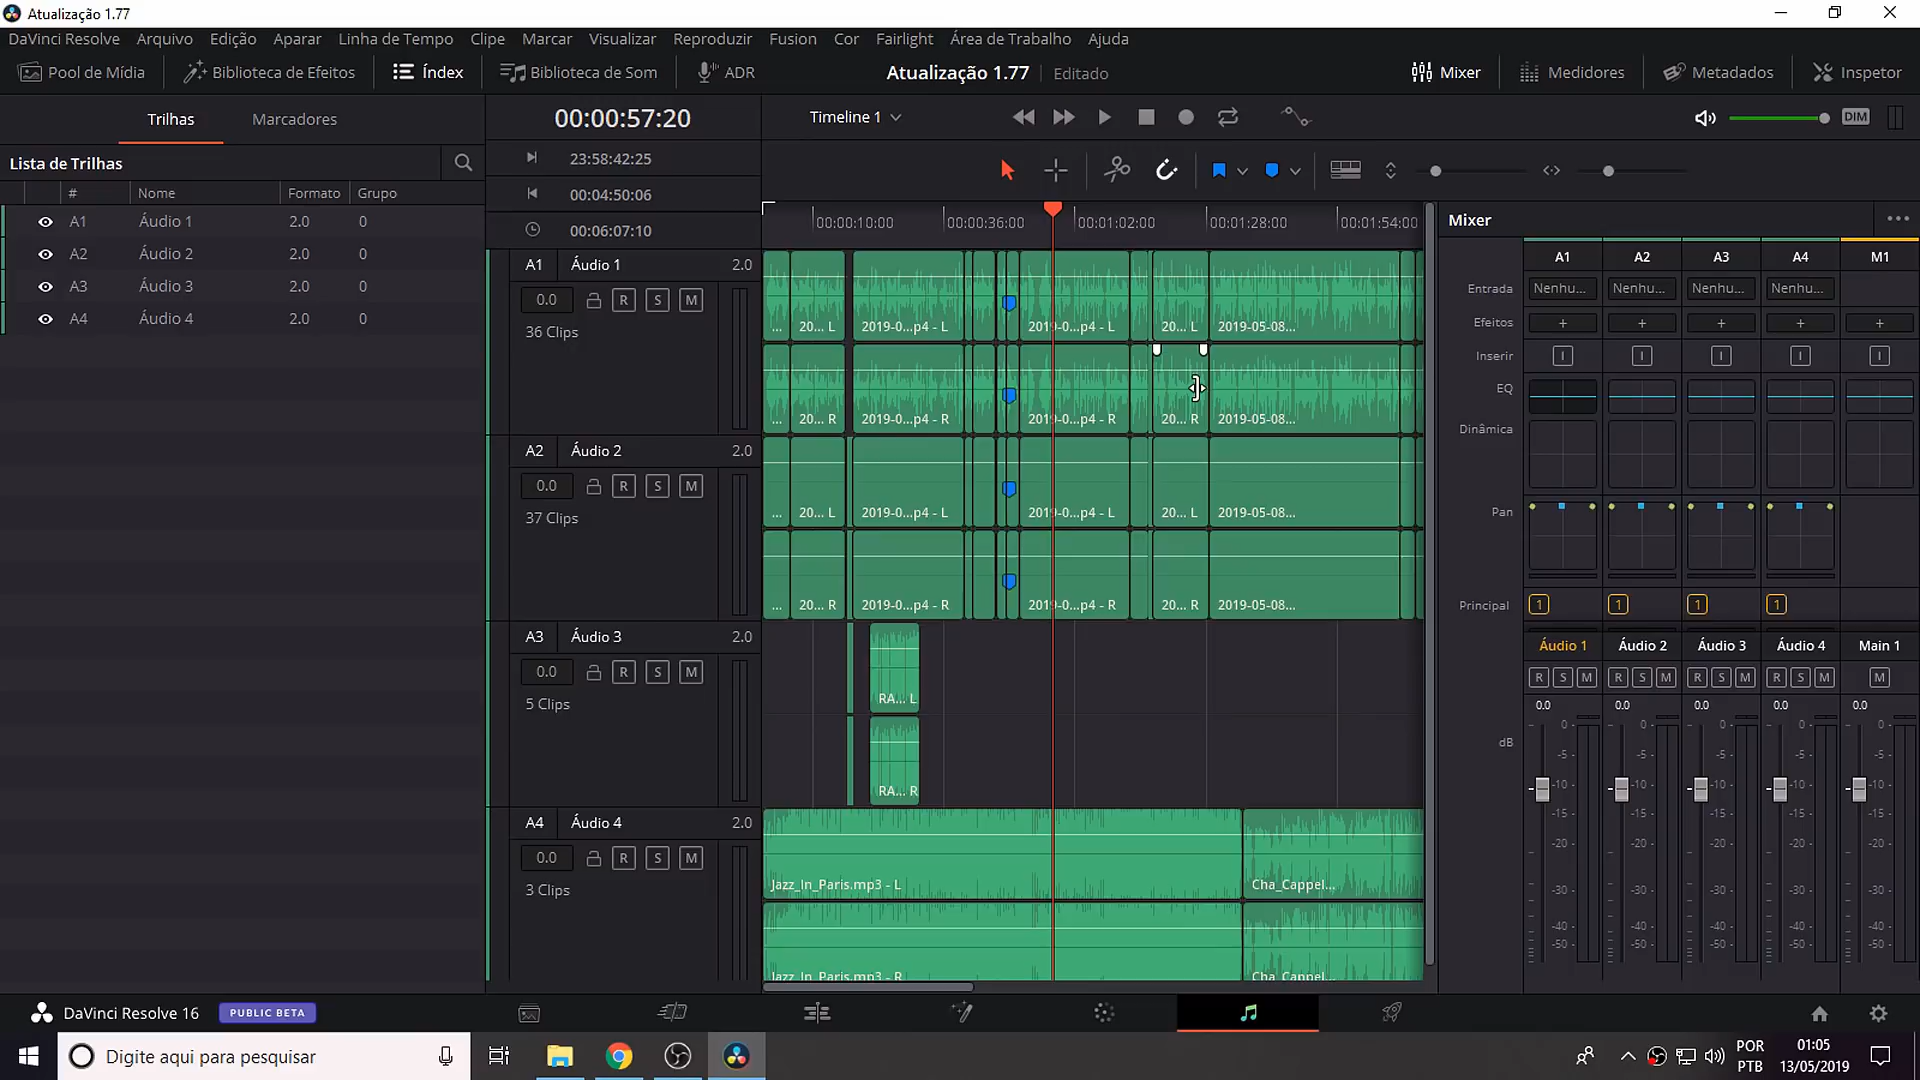 Atualização 1.77
DaVinci Resolve Arquivo Edição Aparar Linha de Tempo Clipe Marcar Visualizar Reproduzir Fusion Cor Fairlight Área de Trabalho Ajuda
Pool de Mídia Biblioteca de Efeitos Índex Biblioteca de Som ADR Atualização 1.77 Editado Mixer Medidores Metadados Inspetor
Trilhas Marcadores 00:00:57:20 Timeline 1 DIM
Lista de Trilhas 23:58:42:25
# Nome Formato Grupo 00:04:50:06
A1 Áudio 1 2.0 0
A2 Áudio 2 2.0 0
A3 Áudio 3 2.0 0
A4 Áudio 4 2.0 0
00:06:07:10
00:00:10:00 00:00:36:00 00:01:02:00 00:01:28:00 00:01:54:00
A1 Áudio 1 2.0
0.0 R S M
36 Clips
... 20... L 2019-0...p4 - L 2019-0...p4 - L 20... L 2019-05-08...
... 20... R 2019-0...p4 - R 2019-0...p4 - R 20... R 2019-05-08...
A2 Áudio 2 2.0
0.0 R S M
37 Clips
... 20... L 2019-0...p4 - L 2019-0...p4 - L 20... L 2019-05-08...
... 20... R 2019-0...p4 - R 2019-0...p4 - R 20... R 2019-05-08...
A3 Áudio 3 2.0
0.0 R S M
5 Clips
RA... L
RA... R
A4 Áudio 4 2.0
0.0 R S M
3 Clips
Jazz_In_Paris.mp3 - L Cha_Cappel...
Jazz_In_Paris.mp3 - R Cha_Cappel...
Mixer
A1 A2 A3 A4 M1
Entrada Nenhu... Nenhu... Nenhu... Nenhu...
Efeitos + + + + +
Inserir I I I I I
EQ
Dinâmica
Pan
Principal 1 1 1 1
Áudio 1 Áudio 2 Áudio 3 Áudio 4 Main 1
R S M R S M R S M R S M M
0.0 0.0 0.0 0.0 0.0
dB
0- 0- 0- 0- 0-
-5- -5- -5- -5- -5-
-10- -10- -10- -10- -10-
-15- -15- -15- -15- -15-
-20- -20- -20- -20- -20-
-30- -30- -30- -30- -30-
-40- -40- -40- -40- -40-
-50- -50- -50- -50- -50-
DaVinci Resolve 16 PUBLIC BETA
Digite aqui para pesquisar
POR 01:05
PTB 13/05/2019